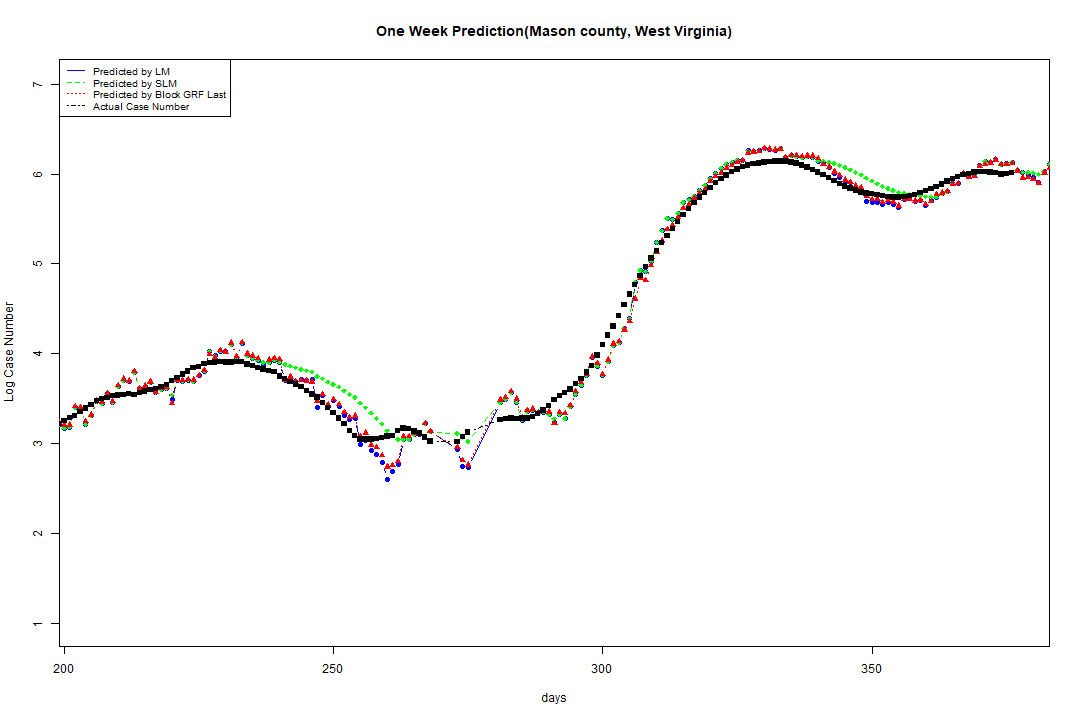 One Week Prediction(Mason county, West Virginia)
Predicted by LM
Predicted by SLM
Predicted by Block GRF Last
Actual Case Number
Log Case Number
7
6
5
4
3
2
1
200 250 300 350
days